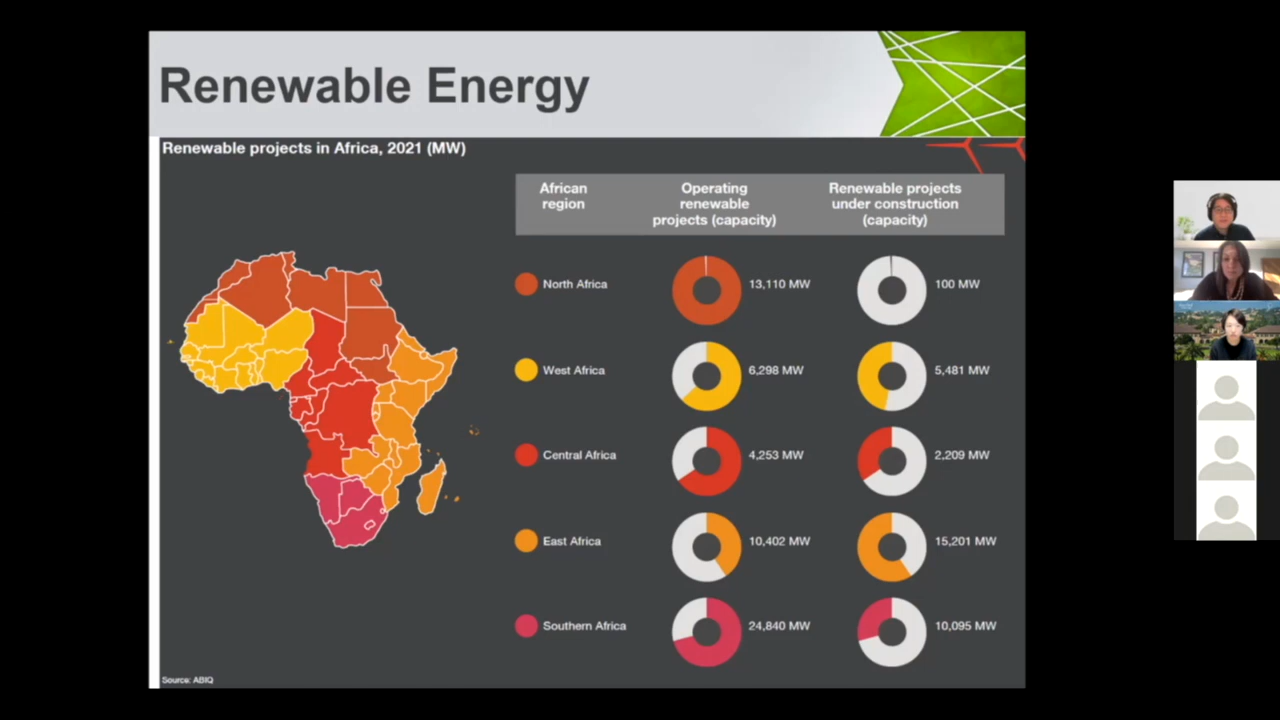 Renewable Energy
Renewable projects in Africa, 2021 (MW)
African
region
Operating
renewable
projects (capacity)
Renewable projects
under construction
(capacity)
North Africa
13,110 MW
100 MW
West Africa
6,298 MW
5,481 MW
Central Africa
4,253 MW
2,209 MW
East Africa
10,402 MW
15,201 MW
Southern Africa
24,840 MW
10,095 MW
Source: ABIQ